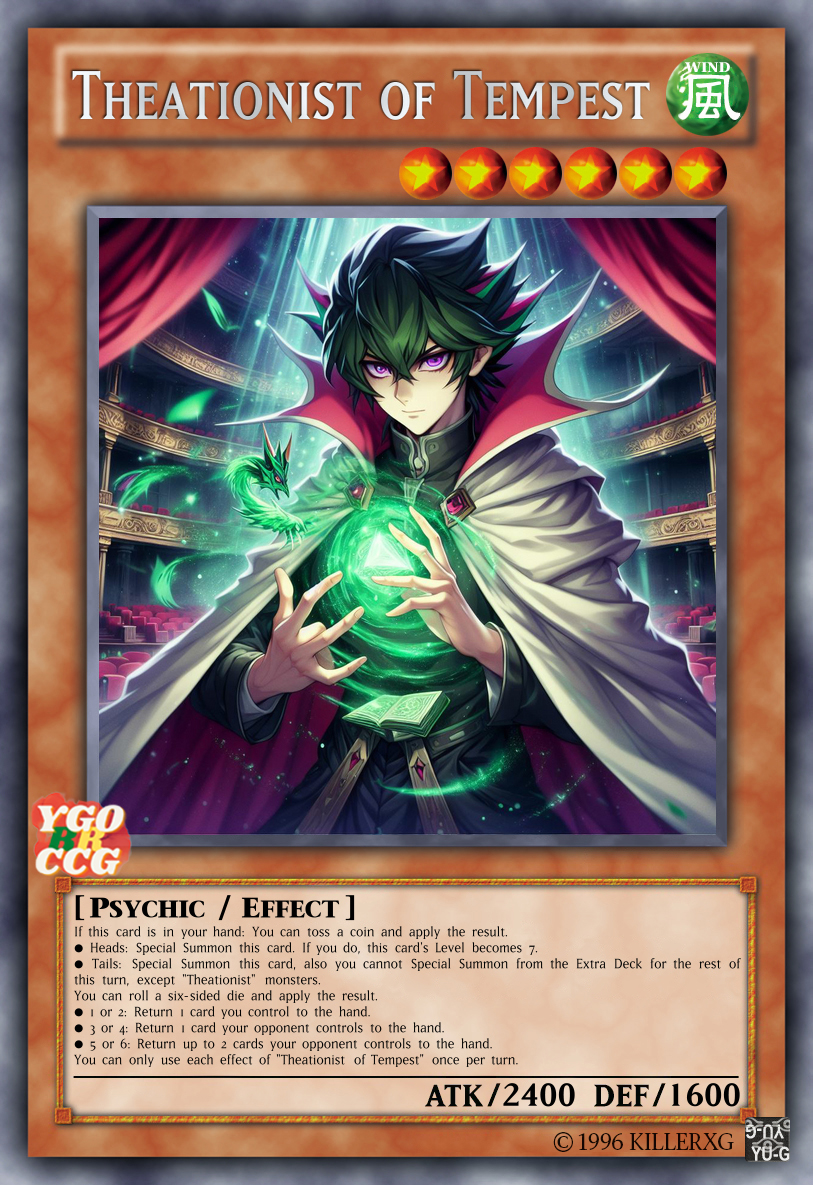 THEATIONIST OF TEMPEST
WIND
風
YGO
BR
CCG
[ PSYCHIC / EFFECT ]
If this card is in your hand: You can toss a coin and apply the result.
● Heads: Special Summon this card. If you do, this card's Level becomes 7.
● Tails: Special Summon this card, also you cannot Special Summon from the Extra Deck for the rest of
this turn, except "Theationist" monsters.
You can roll a six-sided die and apply the result.
● 1 or 2: Return 1 card you control to the hand.
● 3 or 4: Return 1 card your opponent controls to the hand.
● 5 or 6: Return up to 2 cards your opponent controls to the hand.
You can only use each effect of "Theationist of Tempest" once per turn.
ATK/2400 DEF/1600
© 1996 KILLERXG
YU-G
YU-G